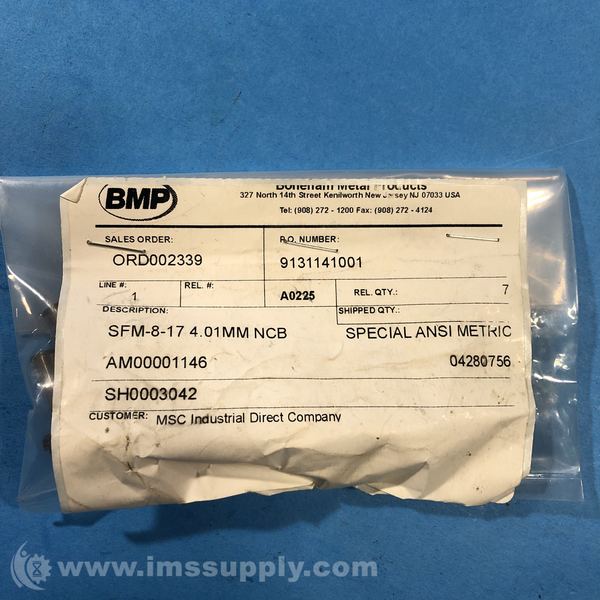 BMP
Boneham Metal Products
327 North 14th Street Kenilworth New Jersey NJ 07033 USA
Tel: (908) 272 - 1200 Fax: (908) 272 - 4124
SALES ORDER: P.O. NUMBER:
ORD002339 9131141001
LINE #: REL. #: A0225 REL. QTY.: 7
1
DESCRIPTION: SHIPPED QTY.:
SFM-8-17 4.01MM NCB SPECIAL ANSI METRIC
AM00001146 04280756
SH0003042
CUSTOMER: MSC Industrial Direct Company
www.imssupply.com